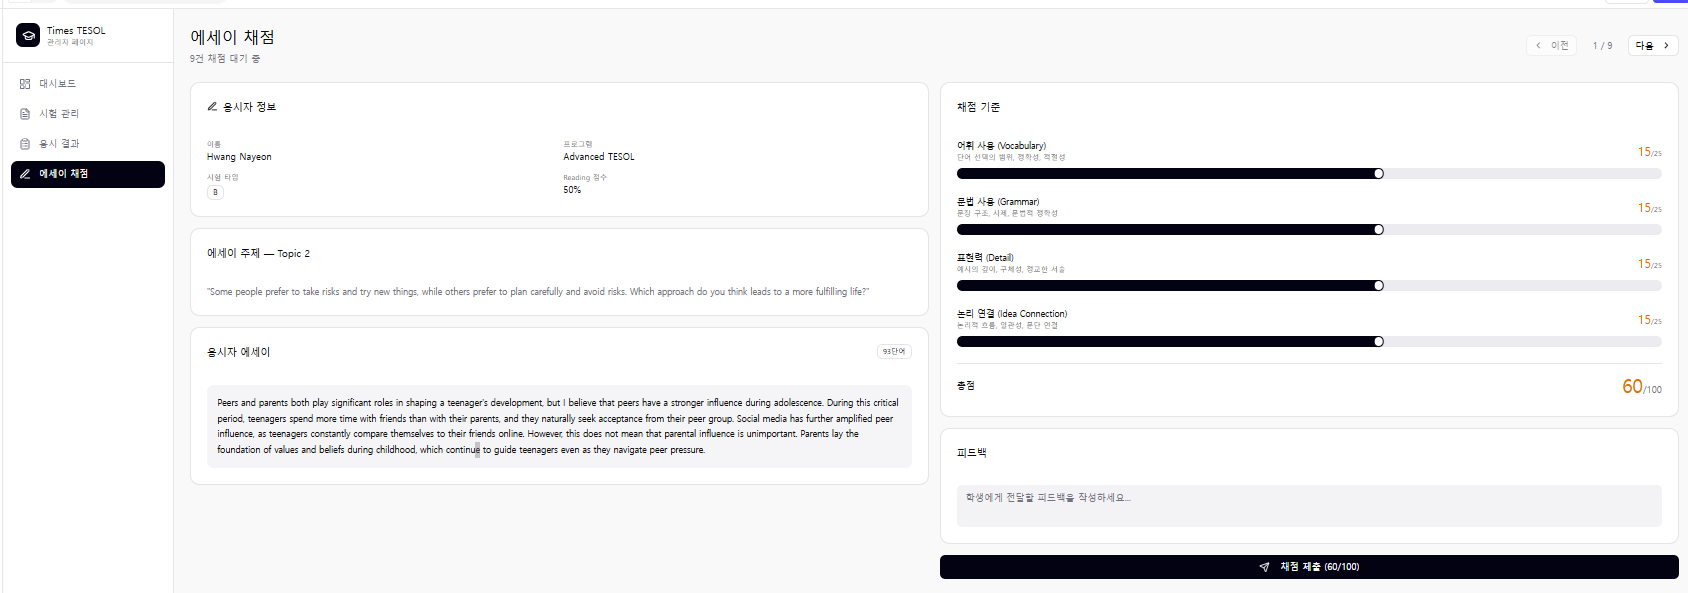 Times TESOL
관리자 페이지
대시보드
시험 관리
응시 결과
에세이 채점
에세이 채점
9건 채점 대기 중
이전
1 / 9
다음
응시자 정보
이름
Hwang Nayeon
프로그램
Advanced TESOL
시험 타입
B
Reading 점수
50%
에세이 주제 — Topic 2
"Some people prefer to take risks and try new things, while others prefer to plan carefully and avoid risks. Which approach do you think leads to a more fulfilling life?"
응시자 에세이
93단어
Peers and parents both play significant roles in shaping a teenager's development, but I believe that peers have a stronger influence during adolescence. During this critical
period, teenagers spend more time with friends than with their parents, and they naturally seek acceptance from their peer group. Social media has further amplified peer
influence, as teenagers constantly compare themselves to their friends online. However, this does not mean that parental influence is unimportant. Parents lay the
foundation of values and beliefs during childhood, which continue to guide teenagers even as they navigate peer pressure.
채점 기준
어휘 사용 (Vocabulary)
단어 선택의 범위, 정확성, 적절성
15/25
문법 사용 (Grammar)
문장 구조, 시제, 문법적 정확성
15/25
표현력 (Detail)
예시의 깊이, 구체성, 정교한 서술
15/25
논리 연결 (Idea Connection)
논리적 흐름, 일관성, 문단 연결
15/25
총점
60/100
피드백
학생에게 전달할 피드백을 작성하세요...
채점 제출 (60/100)